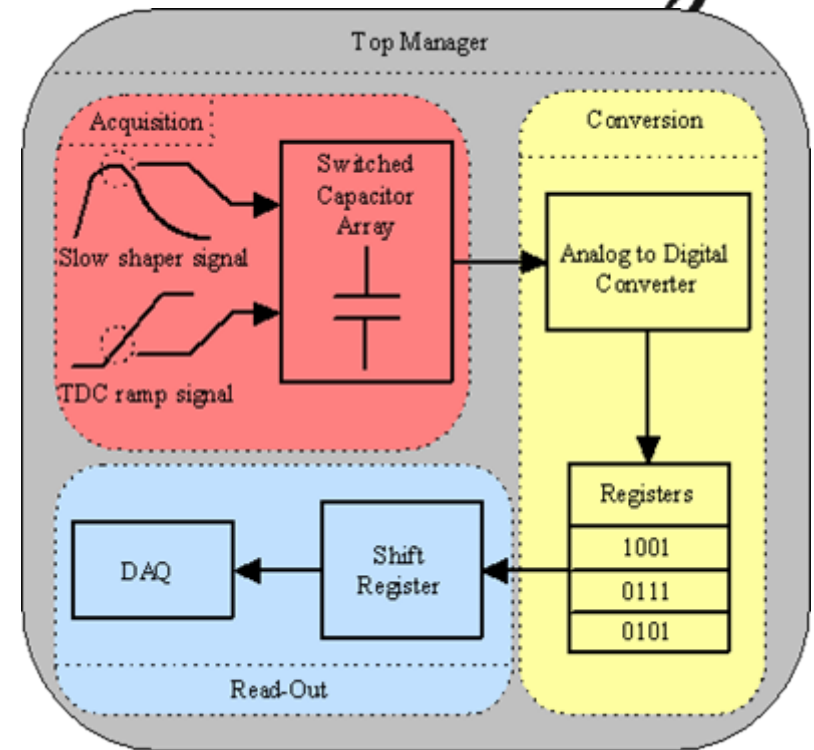 Top Manager
Acquisition
Switched
Capacitor
Array
Slow shaper signal
TDC ramp signal
Conversion
Analog to Digital
Converter
Registers
1001
0111
0101
Shift
Register
DAQ
Read-Out